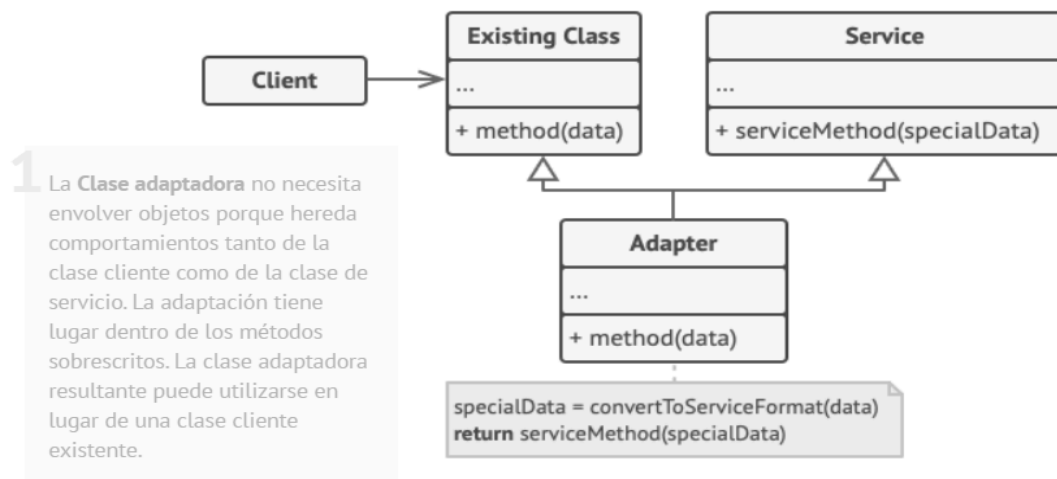 Existing Class
Service
Client
...
...
+ method(data)
+ serviceMethod(specialData)
1
La Clase adaptadora no necesita
envolver objetos porque hereda
comportamientos tanto de la
clase cliente como de la clase de
servicio. La adaptación tiene
lugar dentro de los métodos
sobrescritos. La clase adaptadora
resultante puede utilizarse en
lugar de una clase cliente
existente.
Adapter
...
+ method(data)
specialData = convertToServiceFormat(data)
return serviceMethod(specialData)